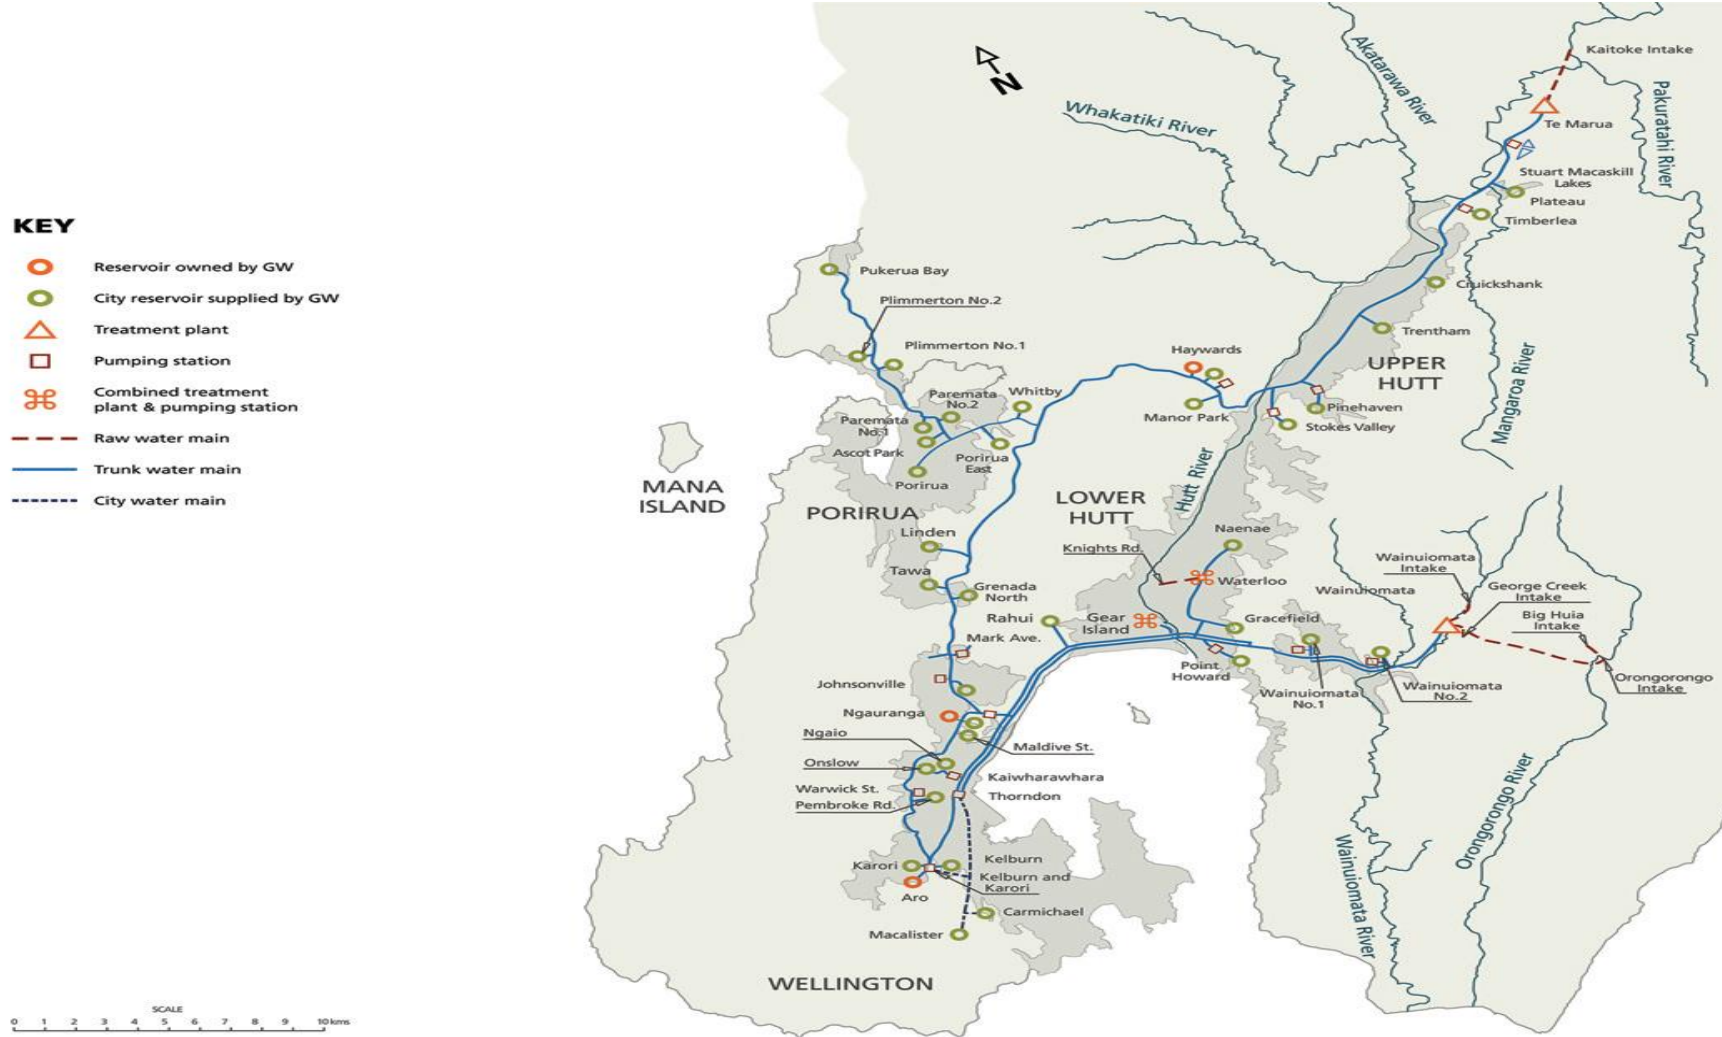 KEY
Reservoir owned by GW
City reservoir supplied by GW
Treatment plant
Pumping station
Combined treatment
plant & pumping station
Raw water main
Trunk water main
City water main
SCALE
0 1 2 3 4 5 6 7 8 9 10kms
N
Kaitoke Intake
Akatarawa River
Whakatiki River
Pakuratahi River
Te Marua
Stuart Macaskill
Lakes
Plateau
Timberlea
Pukerua Bay
Cruickshank
Plimmerton No.2
Trentham
Plimmerton No.1
Haywards
UPPER
HUTT
Mangaroa River
Whitby
Paremata
No.2
Manor Park
Pinehaven
Paremata
No.1
Stokes Valley
Ascot Park
Porirua
East
Porirua
Hutt River
MANA
ISLAND
LOWER
HUTT
PORIRUA
Linden
Naenae
Knights Rd.
Wainuiomata
Intake
Tawa
Waterloo
Wainuiomata
George Creek
Intake
Grenada
North
Big Huia
Intake
Rahui
Gear
Island
Gracefield
Mark Ave.
Point
Howard
Orongorongo
Intake
Johnsonville
Wainuiomata
No.1
Wainuiomata
No.2
Ngauranga
Ngaio
Maldive St.
Onslow
Kaiwharawhara
Warwick St.
Thorndon
Pembroke Rd.
Orongorongo River
Wainuiomata River
Karori
Kelburn
Kelburn and
Karori
Aro
Carmichael
Macalister
WELLINGTON